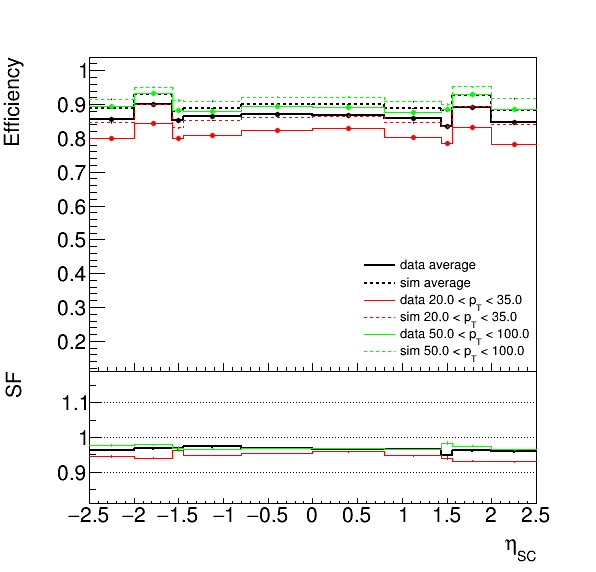 Efficiency
1
0.9
0.8
0.7
0.6
0.5
0.4
0.3
0.2
data average
sim average
data 20.0 < p_T < 35.0
sim 20.0 < p_T < 35.0
data 50.0 < p_T < 100.0
sim 50.0 < p_T < 100.0
SF
1.1
1
0.9
−2.5 −2 −1.5 −1 −0.5 0 0.5 1 1.5 2 2.5
η_SC